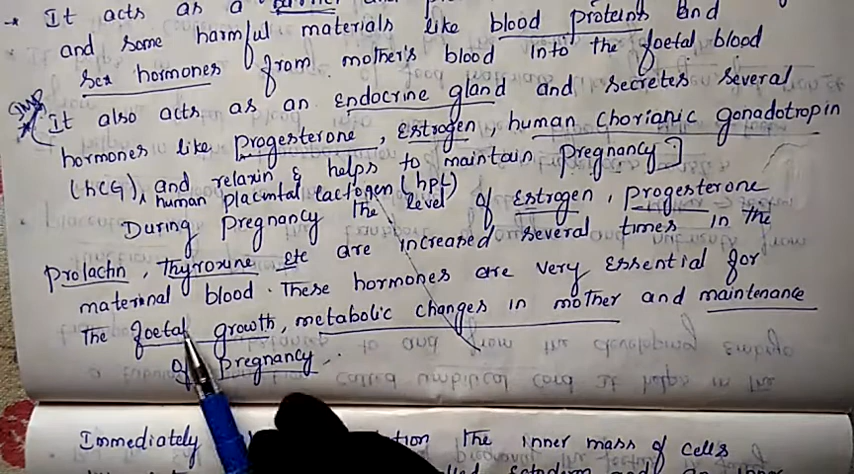 → It acts as a
and some harmful materials like blood proteins and
sex hormones from mother's blood into the foetal blood
Imp
* It also acts as an Endocrine gland and secretes several
hormones like progesterone, Estrogen, human Chorianic gonadotropin
(hCG), and relaxin & helps to maintain pregnancy]
human placental lactogen (hpL)
During pregnancy the level of Estrogen, progesterone
Prolactin, Thyroxine etc are increased several times in the
maternal blood. These hormones are very Essential for
the foetal growth, metabolic changes in mother and maintenance
of pregnancy.
Immediately The inner mass of cells